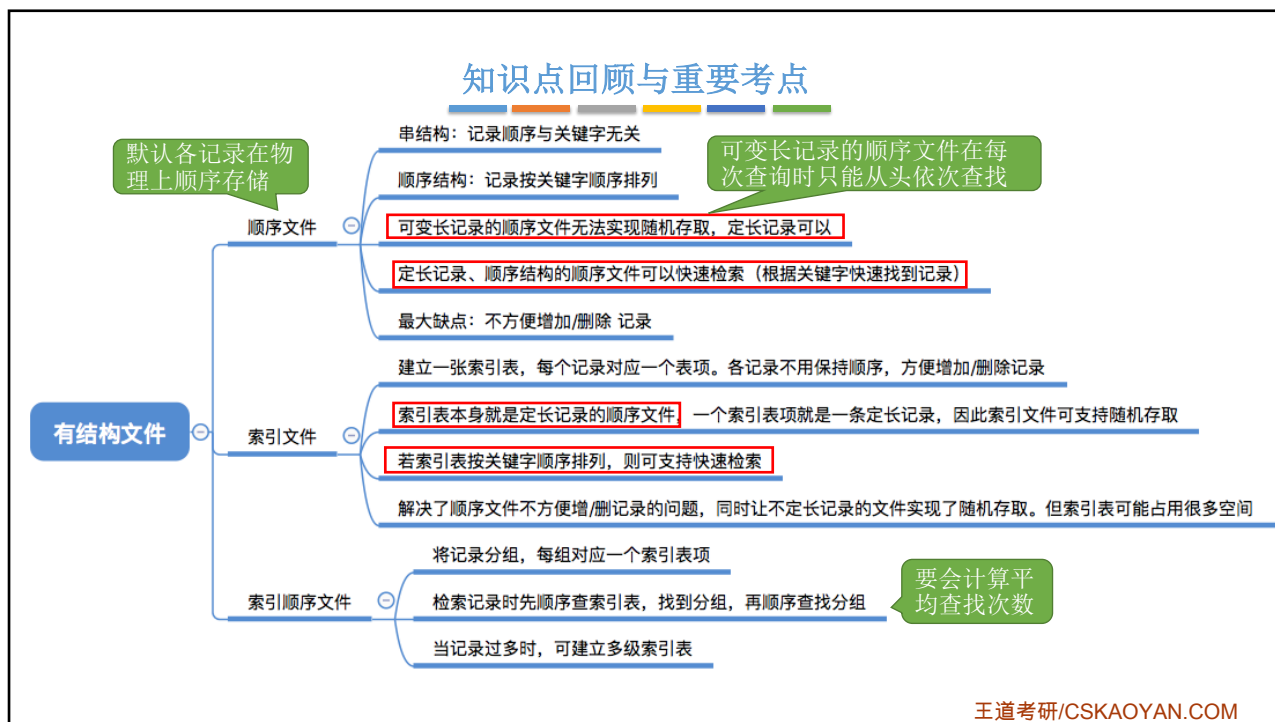 知识点回顾与重要考点
默认各记录在物
理上顺序存储
可变长记录的顺序文件在每
次查询时只能从头依次查找
有结构文件
顺序文件
串结构：记录顺序与关键字无关
顺序结构：记录按关键字顺序排列
可变长记录的顺序文件无法实现随机存取，定长记录可以
定长记录、顺序结构的顺序文件可以快速检索（根据关键字快速找到记录）
最大缺点：不方便增加/删除 记录
索引文件
建立一张索引表，每个记录对应一个表项。各记录不用保持顺序，方便增加/删除记录
索引表本身就是定长记录的顺序文件，一个索引表项就是一条定长记录，因此索引文件可支持随机存取
若索引表按关键字顺序排列，则可支持快速检索
解决了顺序文件不方便增/删记录的问题，同时让不定长记录的文件实现了随机存取。但索引表可能占用很多空间
索引顺序文件
将记录分组，每组对应一个索引表项
检索记录时先顺序查索引表，找到分组，再顺序查找分组
当记录过多时，可建立多级索引表
要会计算平
均查找次数
王道考研/CSKAOYAN.COM